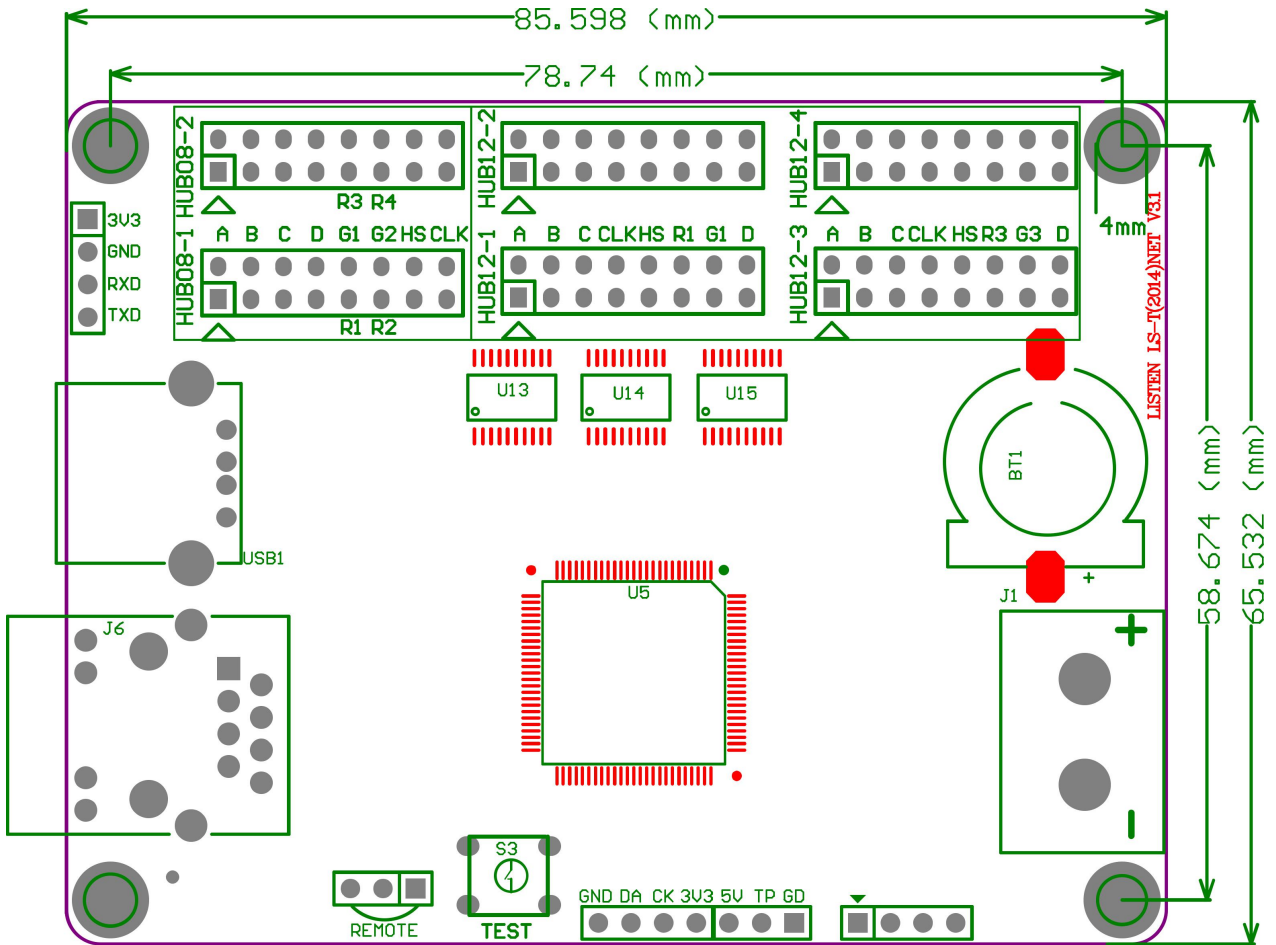 85.598 (mm)
78.74 (mm)
HUB08-2
HUB12-2
HUB12-4
R3 R4
3V3
GND
RXD
TXD
4mm
LISTEN LS-T(2014)NET V3.1
A B C D G1 G2 HS CLK
A B C CLK HS R1 G1 D
A B C CLK HS R3 G3 D
HUB08-1
HUB12-1
HUB12-3
R1 R2
U13
U14
U15
BT1
58.674 (mm)
65.532 (mm)
USB1
+
U5
J1
J6
+
-
S3
REMOTE
TEST
GND DA CK 3V3 5V TP GD